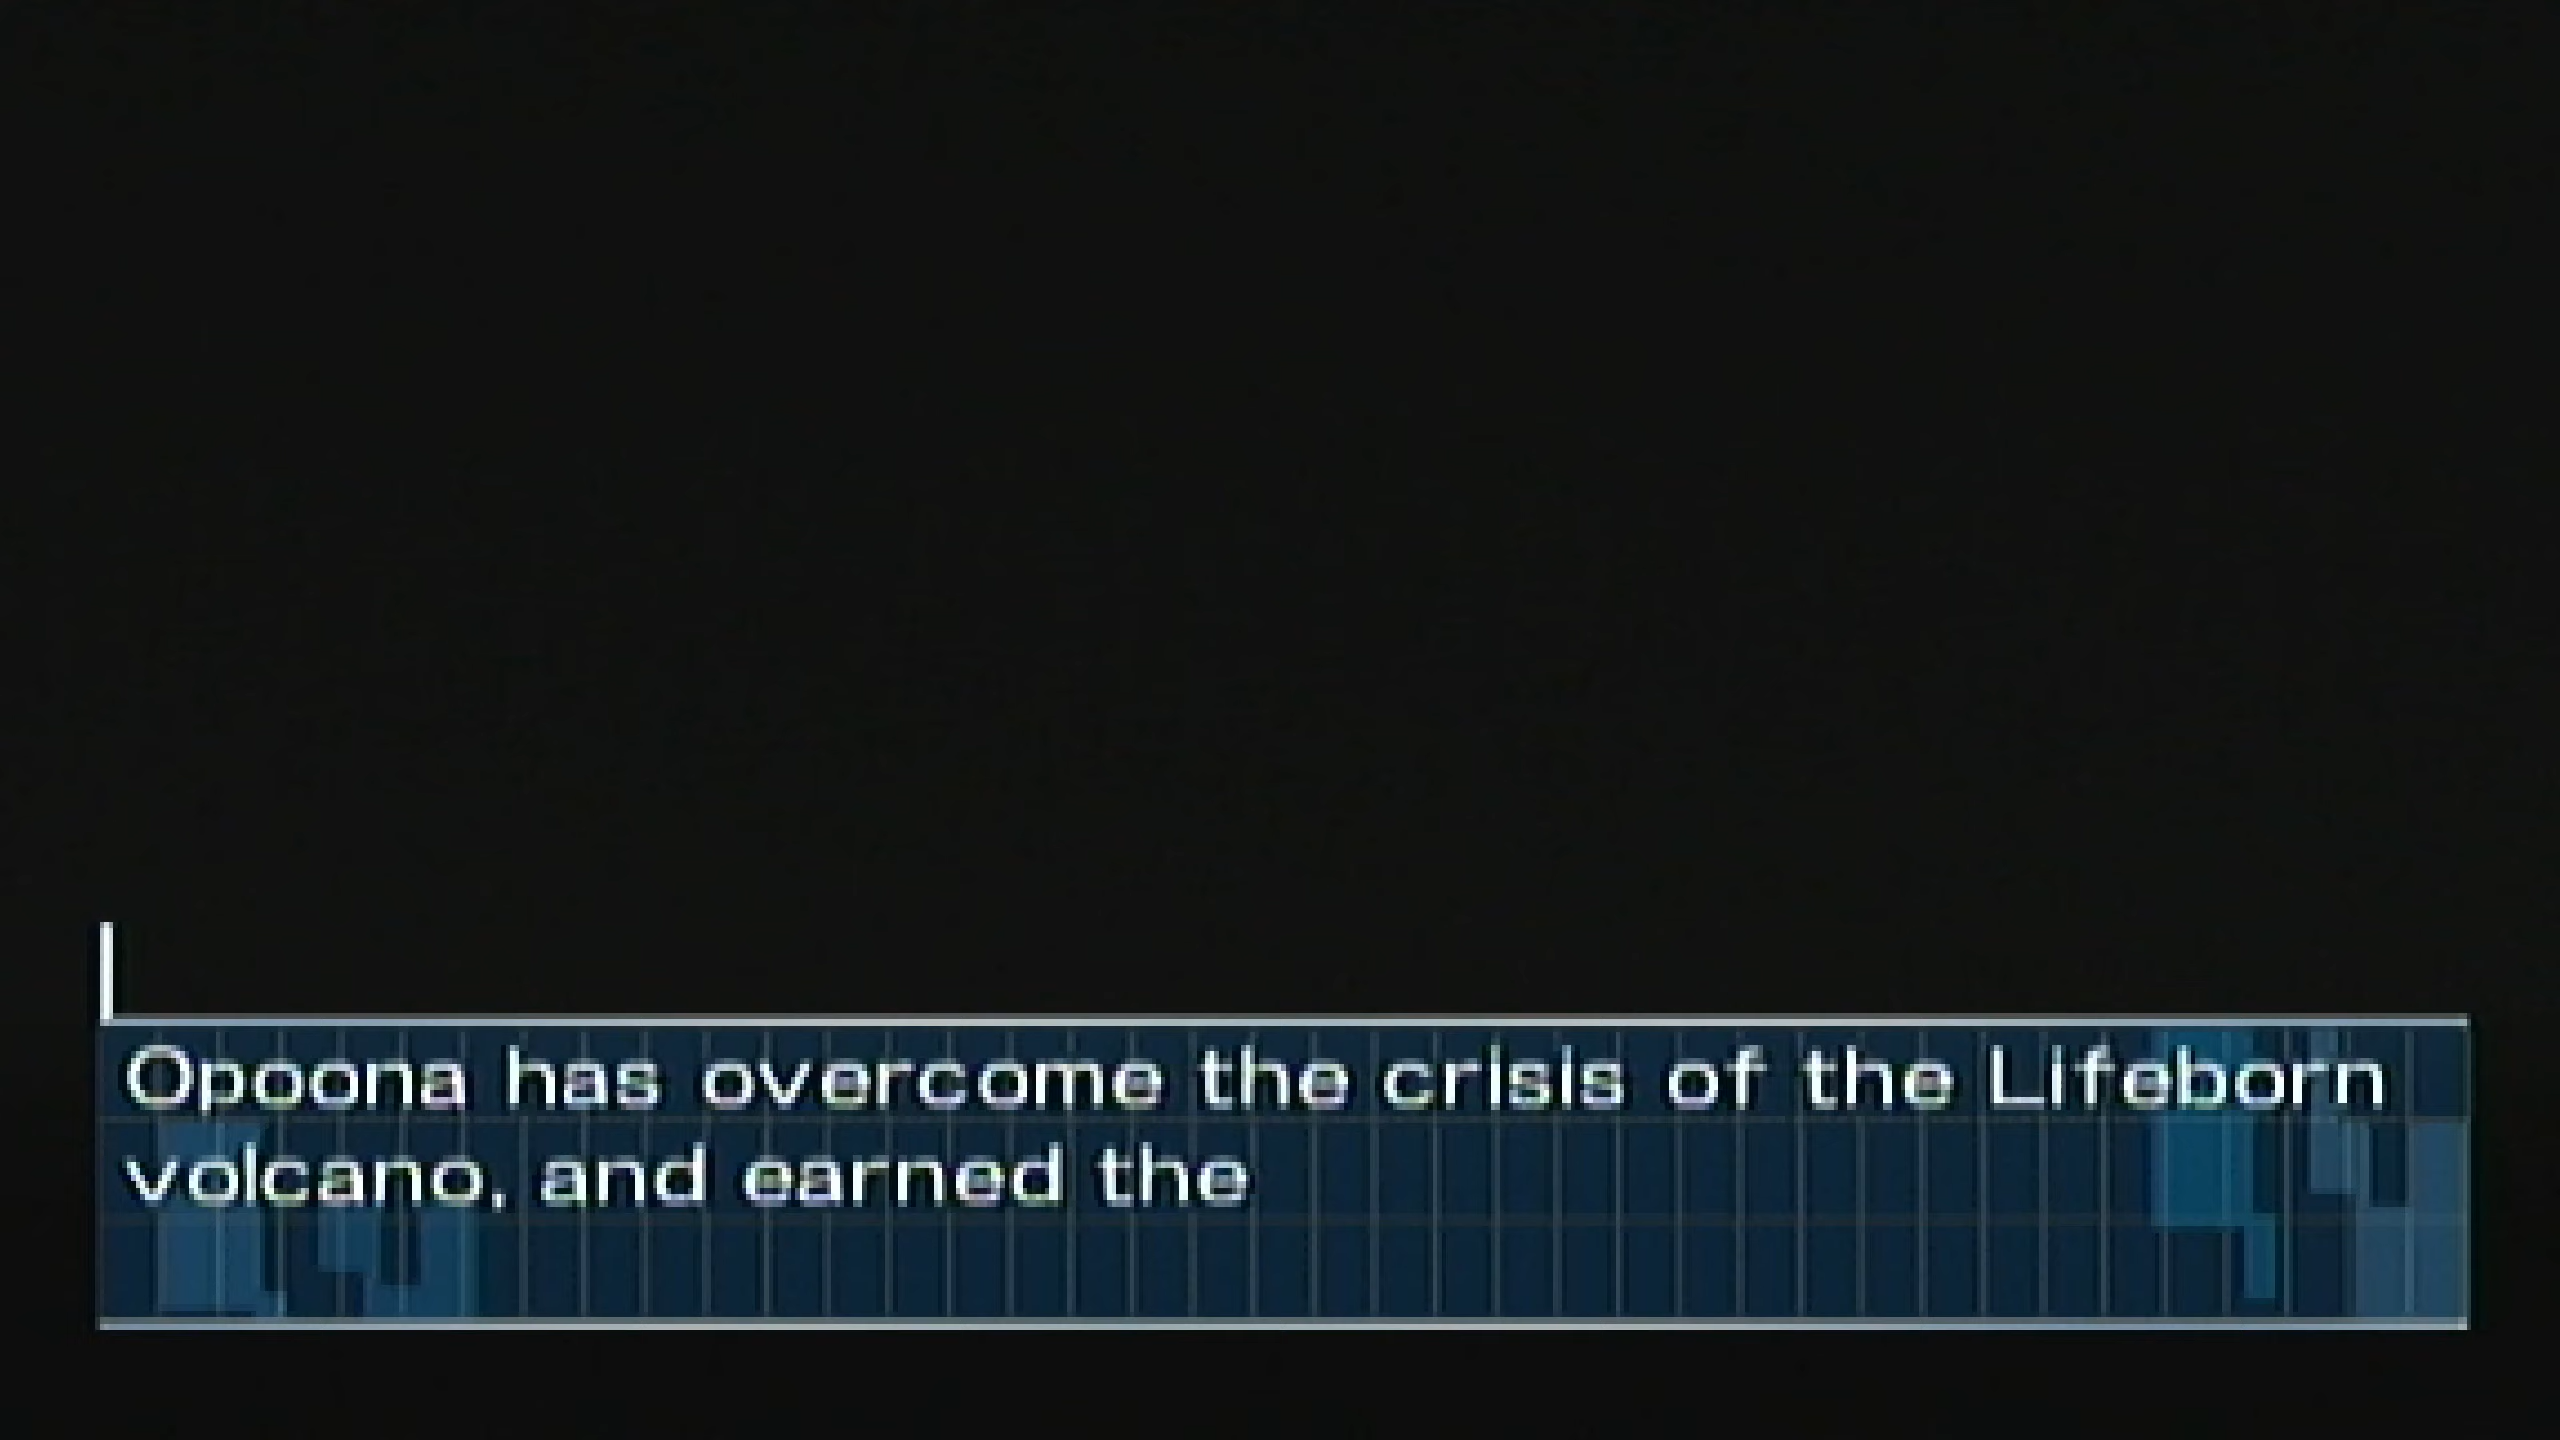 Opoona has overcome the crisis of the Lifeborn
volcano, and earned the